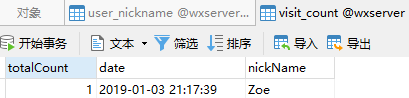 对象 user_nickname @wxserver... visit_count @wxserver
开始事务 文本 筛选 排序 导入 导出
totalCount date nickName
1 2019-01-03 21:17:39 Zoe